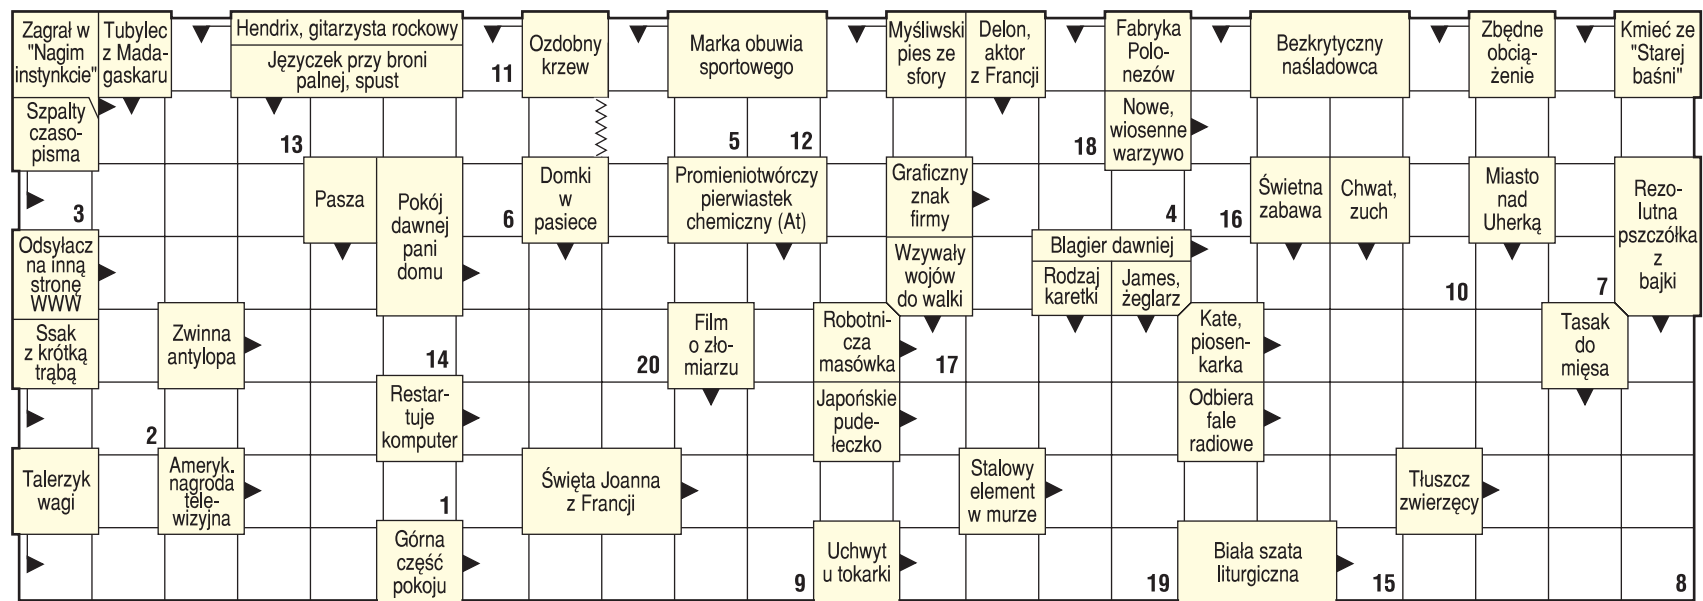 Zagrał w
"Nagim
instynkcie"
Tubylec
z Mada-
gaskaru
Hendrix, gitarzysta rockowy
Języczek przy broni
palnej, spust
11
Ozdobny
krzew
Marka obuwia
sportowego
Myśliwski
pies ze
sfory
Delon,
aktor
z Francji
Fabryka
Polo-
nezów
Bezkrytyczny
naśladowca
Zbędne
obcią-
żenie
Kmieć ze
"Starej
baśni"
Szpalty
czaso-
pisma
13
5
12
18
Nowe,
wiosenne
warzywo
3
Pasza
Pokój
dawnej
pani
domu
6
Domki
w
pasiece
Promieniotwórczy
pierwiastek
chemiczny (At)
Graficzny
znak
firmy
4
16
Świetna
zabawa
Chwat,
zuch
Miasto
nad
Uherką
Rezo-
lutna
pszczółka
z
bajki
Odsyłacz
na inną
stronę
WWW
Wzywały
wojów
do walki
Blagier dawniej
Rodzaj
karetki
James,
żeglarz
10
7
Ssak
z krótką
trąbą
Zwinna
antylopa
14
20
Film
o zło-
miarzu
Robotni-
cza
masówka
17
Kate,
piosen-
karka
Tasak
do
mięsa
2
Restar-
tuje
komputer
Japońskie
pude-
łeczko
Odbiera
fale
radiowe
Talerzyk
wagi
Ameryk.
nagroda
tele-
wizyjna
1
Święta Joanna
z Francji
Stalowy
element
w murze
Tłuszcz
zwierzęcy
Górna
część
pokoju
9
Uchwyt
u tokarki
19
Biała szata
liturgiczna
15
8